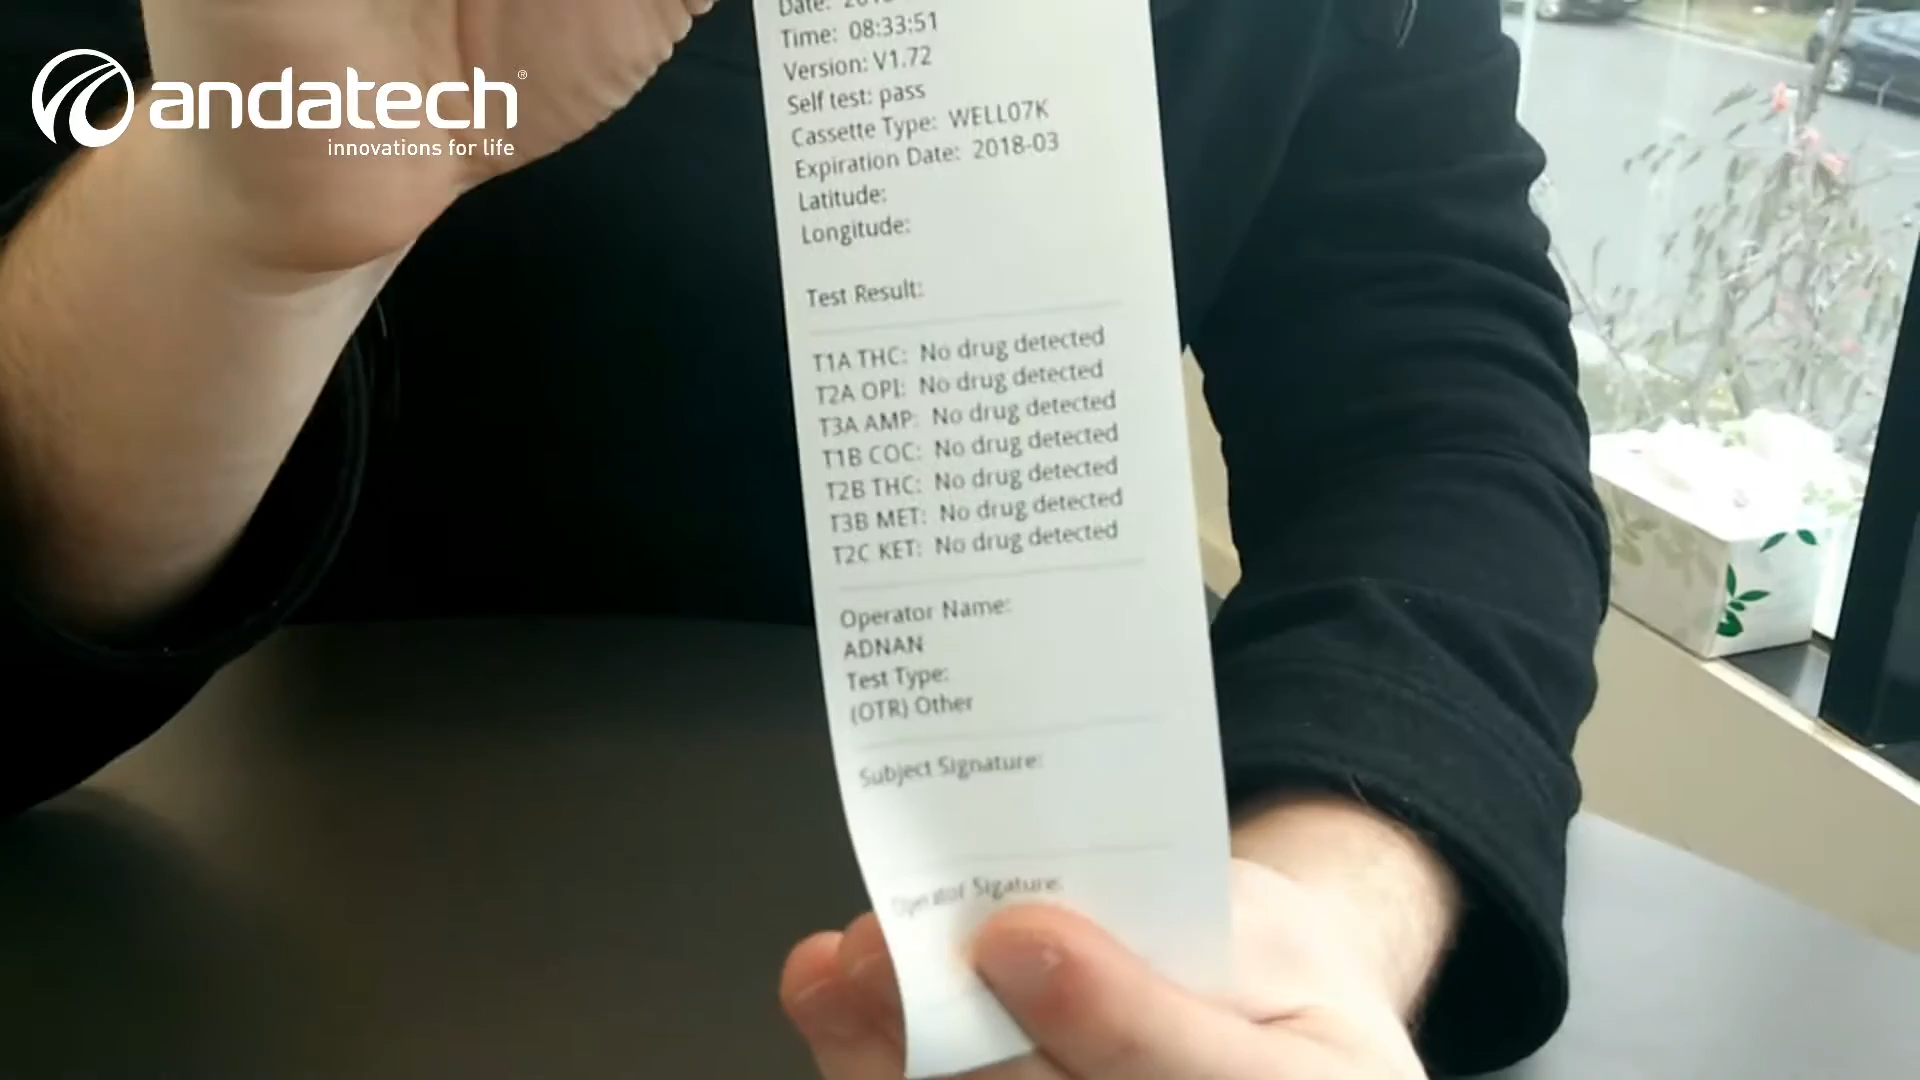 andatech®
innovations for life
Date:
Time: 08:33:51
Version: V1.72
Self test: pass
Cassette Type: WELL07K
Expiration Date: 2018-03
Latitude:
Longitude:
Test Result:
T1A THC: No drug detected
T2A OPI: No drug detected
T3A AMP: No drug detected
T1B COC: No drug detected
T2B THC: No drug detected
T3B MET: No drug detected
T2C KET: No drug detected
Operator Name:
ADNAN
Test Type:
(OTR) Other
Subject Signature:
Operator Sigature: